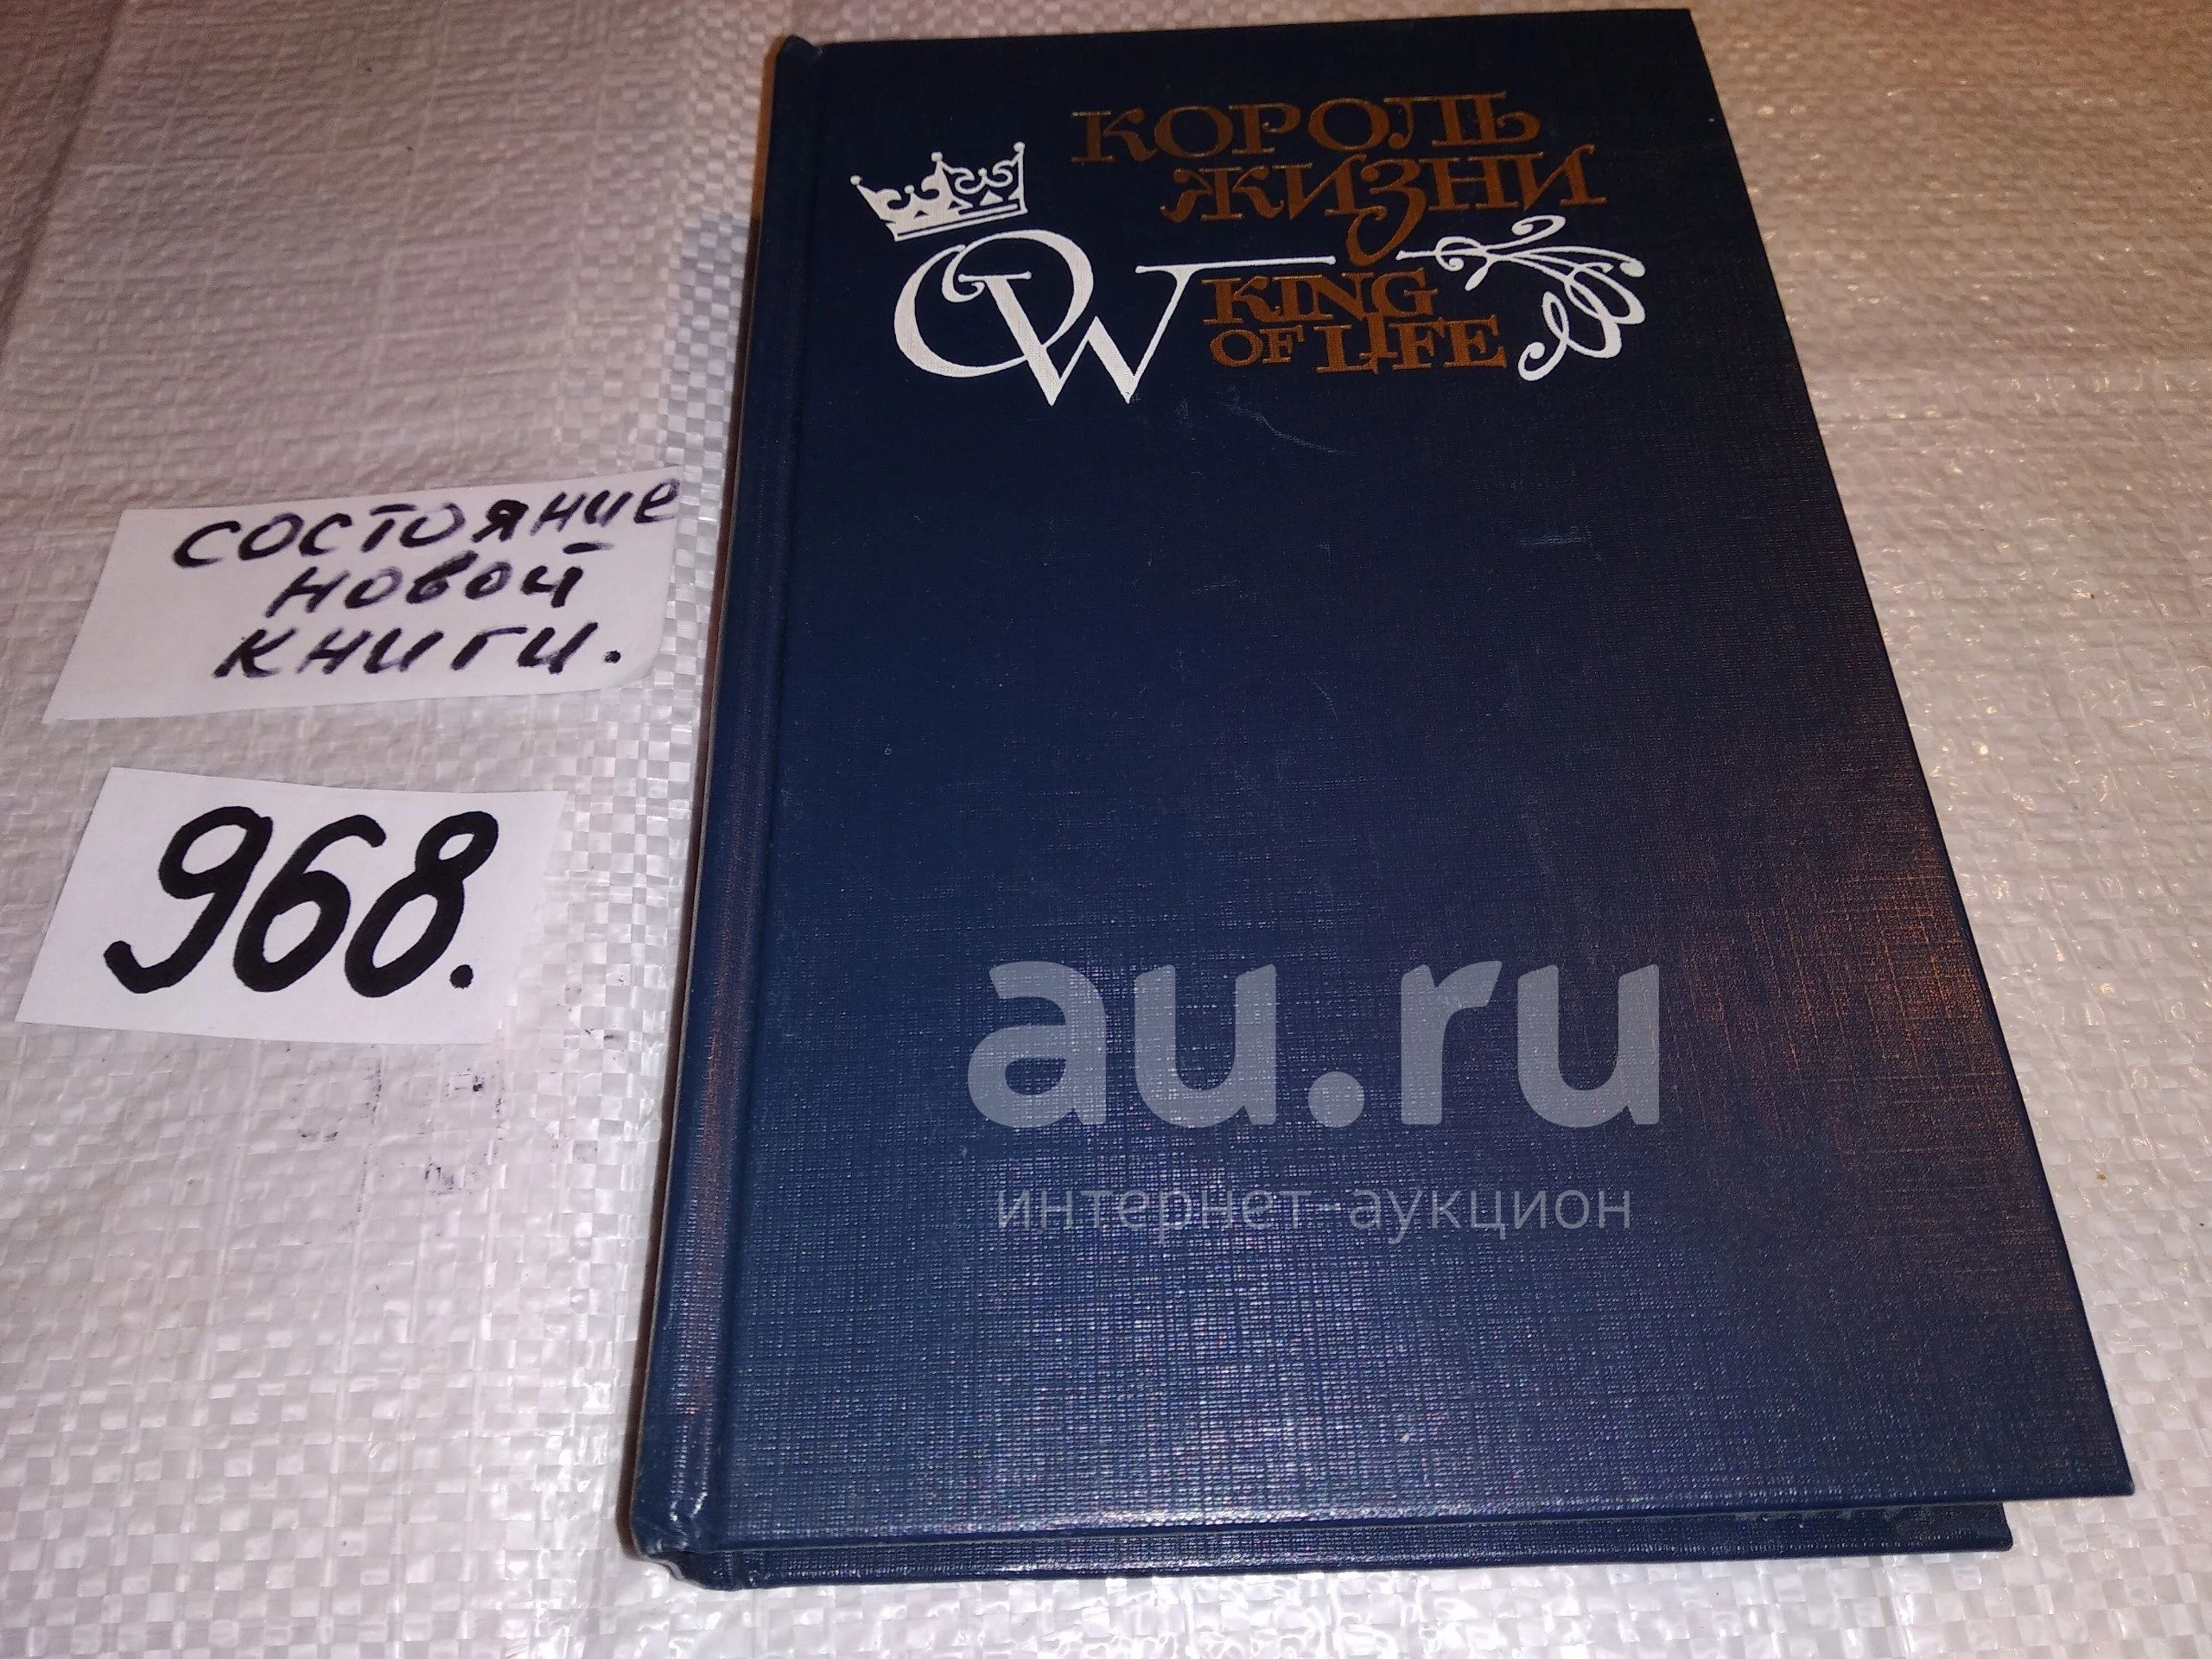 КОРОЛЬ
ЖИЗНИ
OW
KING
OF LIFE
состояние
новой
книги.
968.
au.ru
интернет-аукцион